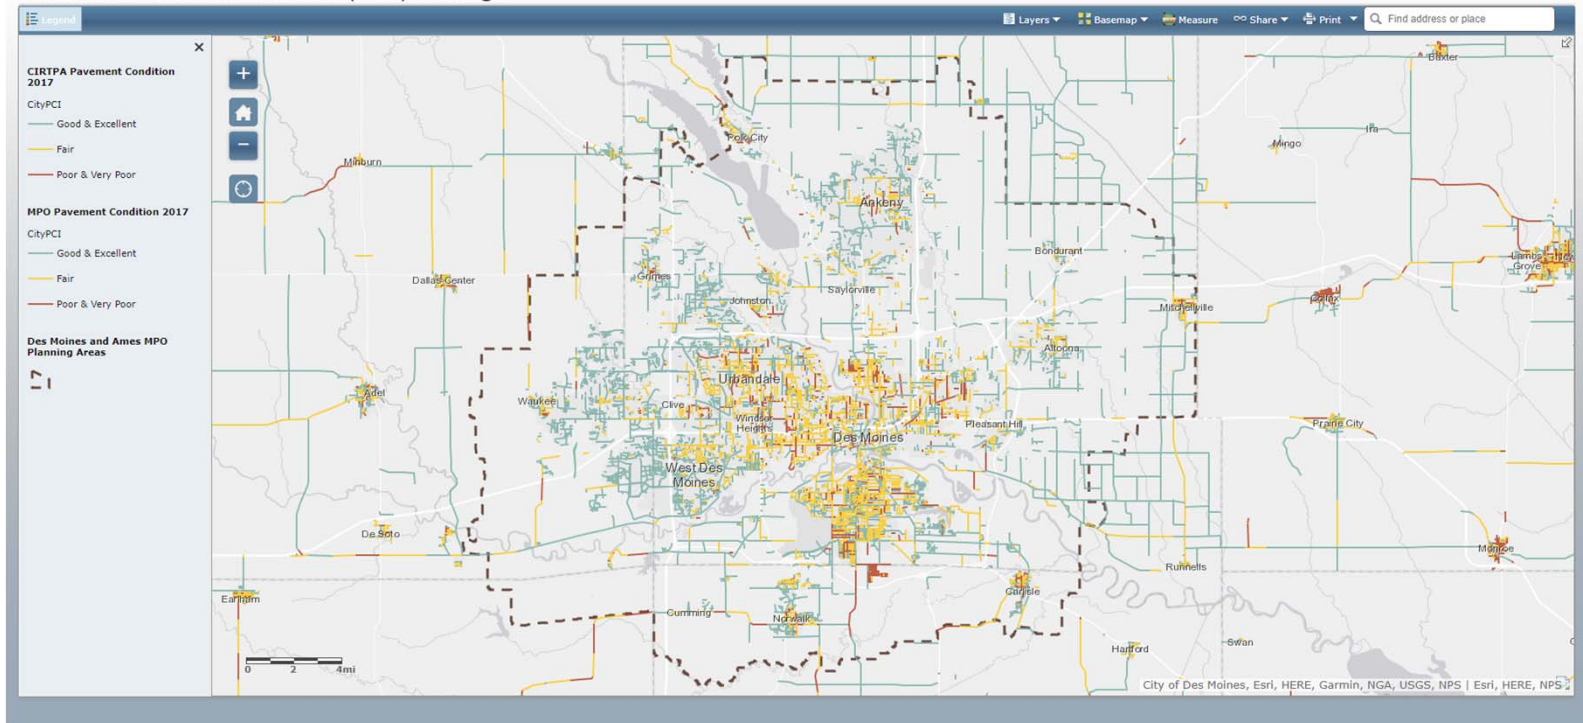 Legend
Layers
Basemap
Measure
Share
Print
Find address or place
CIRTPA Pavement Condition
2017
CityPCI
Good & Excellent
Fair
Poor & Very Poor
MPO Pavement Condition 2017
CityPCI
Good & Excellent
Fair
Poor & Very Poor
Des Moines and Ames MPO
Planning Areas
Baxter
Polk City
Ira
Mingo
Minburn
Ankeny
Bondurant
Lambs
Grove
Dallas Center
Grimes
Saylorville
Johnston
Mitchellville
Colfax
Altoona
Urbandale
Adel
Waukee
Clive
Windsor
Heights
Pleasant Hill
Prairie City
Des Moines
West Des
Moines
De Soto
Monroe
Runnells
Earlham
Carlisle
Cumming
Norwalk
Hartford
Swan
0 2 4mi
City of Des Moines, Esri, HERE, Garmin, NGA, USGS, NPS | Esri, HERE, NPS